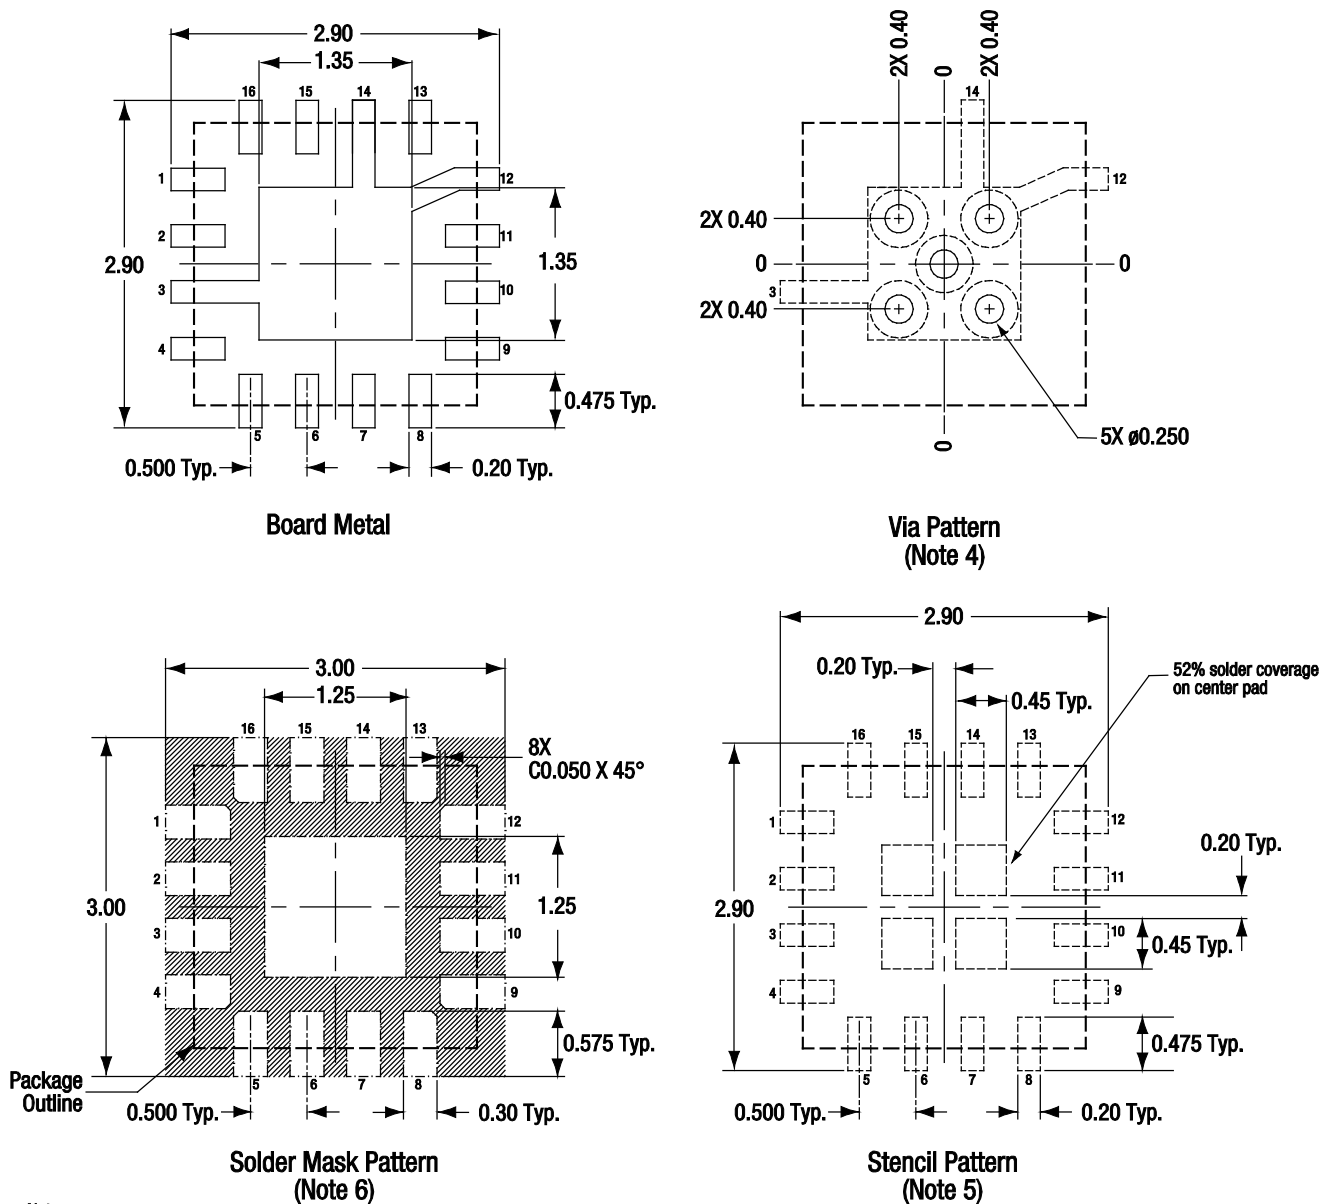 2.90
1.35
16 15 14 13
1 12
2 11
2.90
1.35
3 10
4 9
0.475 Typ.
5 6 7 8
0.500 Typ.
0.20 Typ.
Board Metal
2X 0.40
0
2X 0.40
14
12
2X 0.40
0
0
3
2X 0.40
5X ø0.250
0
Via Pattern
(Note 4)
3.00
1.25
16 15 14 13
8X
C0.050 X 45°
1 12
2 11
3.00
1.25
3 10
4 9
0.575 Typ.
Package
Outline
5 6 7 8
0.500 Typ.
0.30 Typ.
Solder Mask Pattern
(Note 6)
2.90
0.20 Typ.
52% solder coverage
on center pad
0.45 Typ.
16 15 14 13
1 12
0.20 Typ.
2 11
2.90
3 10
0.45 Typ.
4 9
0.475 Typ.
5 6 7 8
0.500 Typ.
0.20 Typ.
Stencil Pattern
(Note 5)